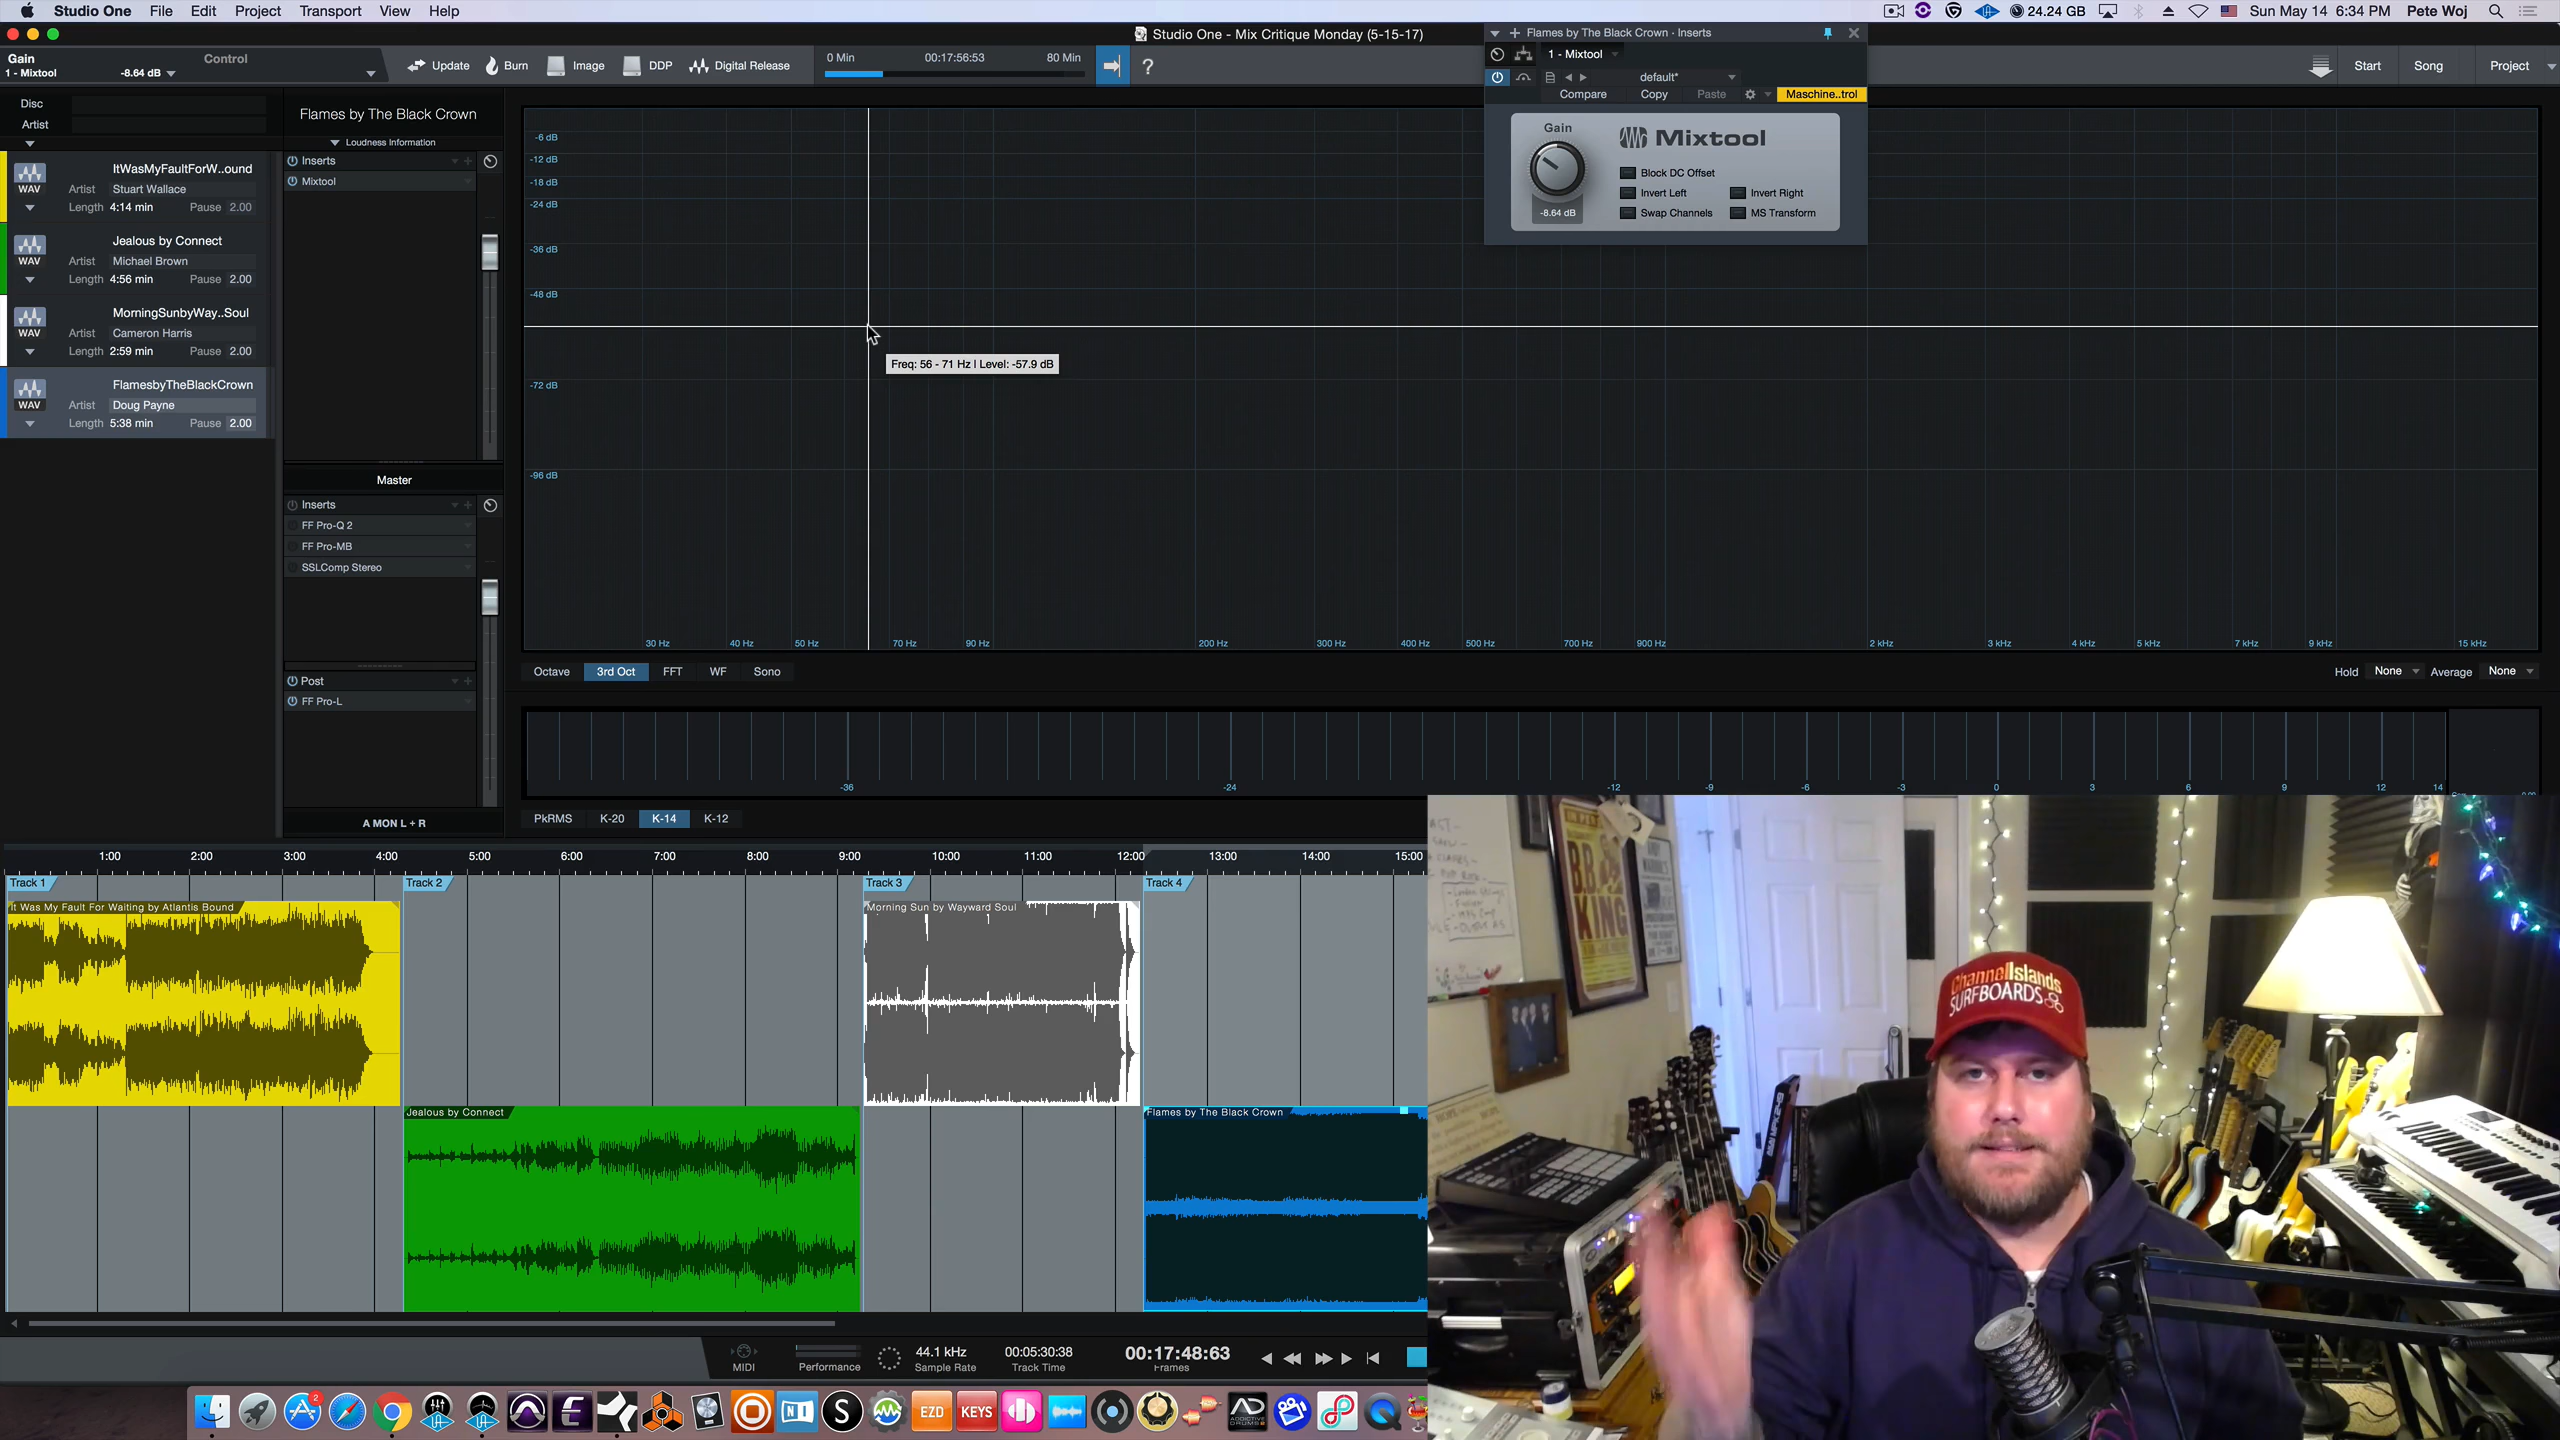 Studio One File Edit Project Transport View Help
24.24 GB Sun May 14 6:34 PM Pete Woj
Studio One - Mix Critique Monday (5-15-17)
Flames by The Black Crown - Inserts
Gain
1 - Mixtool -8.64 dB
Control
Update Burn Image DDP Digital Release
0 Min 00:17:56:53 80 Min
?
1 - Mixtool
default*
Compare Copy Paste Maschine..trol
Start Song Project
Gain
Mixtool
Block DC Offset
Invert Left Invert Right
Swap Channels MS Transform
-8.64 dB
Disc
Artist
ItWasMyFaultForW..ound
WAV Artist Stuart Wallace
Length 4:14 min Pause 2.00
Jealous by Connect
WAV Artist Michael Brown
Length 4:56 min Pause 2.00
MorningSunbyWay..Soul
WAV Artist Cameron Harris
Length 2:59 min Pause 2.00
FlamesbyTheBlackCrown
WAV Artist Doug Payne
Length 5:38 min Pause 2.00
Flames by The Black Crown
Loudness Information
Inserts
Mixtool
Master
Inserts
FF Pro-Q 2
FF Pro-MB
SSLComp Stereo
Post
FF Pro-L
A MON L + R
-6 dB
-12 dB
-18 dB
-24 dB
-36 dB
-48 dB
-72 dB
-96 dB
Freq: 56 - 71 Hz | Level: -57.9 dB
30 Hz 40 Hz 50 Hz 70 Hz 90 Hz 200 Hz 300 Hz 400 Hz 500 Hz 700 Hz 900 Hz 2 kHz 3 kHz 4 kHz 5 kHz 7 kHz 9 kHz 15 kHz
Octave 3rd Oct FFT WF Sono
Hold None Average None
-36 -24 -12 -9 -6 -3 0 3 6 9 12 14
PkRMS K-20 K-14 K-12
1:00 2:00 3:00 4:00 5:00 6:00 7:00 8:00 9:00 10:00 11:00 12:00 13:00 14:00 15:00
Track 1 Track 2 Track 3 Track 4
It Was My Fault For Waiting by Atlantis Bound
Morning Sun by Wayward Soul
Jealous by Connect
Flames by The Black Crown
MIDI
Performance
44.1 kHz
Sample Rate
00:05:30:38
Track Time
00:17:48:63
Frames
2
E
NI
S
EZD
KEYS
AD
B.B.
KING
Channel Islands
SURFBOARDS